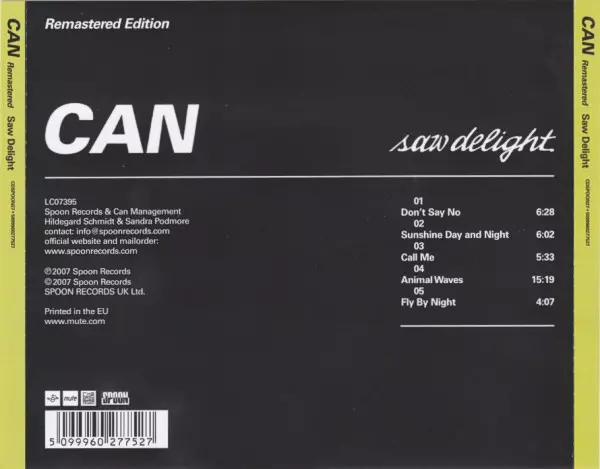 CAN Remastered Saw Delight
Remastered Edition
CAN
saw delight
LC07395
Spoon Records & Can Management
Hildegard Schmidt & Sandra Podmore
contact: info@spoonrecords.com
official website and mailorder:
www.spoonrecords.com
℗2007 Spoon Records
©2007 Spoon Records
SPOON RECORDS UK Ltd.
Printed in the EU
www.mute.com
01
Don't Say No 6:28
02
Sunshine Day and Night 6:02
03
Call Me 5:33
04
Animal Waves 15:19
05
Fly By Night 4:07
mute SPOON
5 099960 277527
CAN Remastered Saw Delight